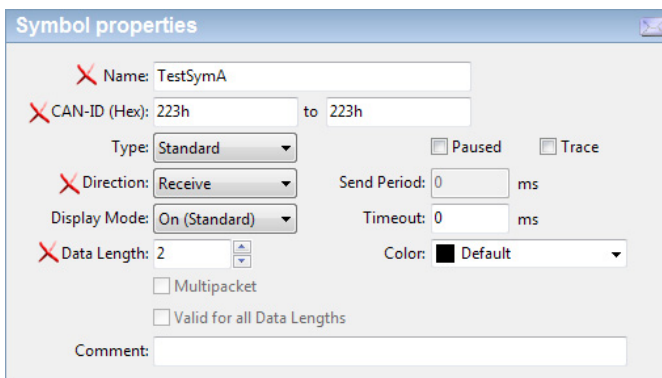 Symbol properties
Name: TestSymA
CAN-ID (Hex): 223h to 223h
Type: Standard Paused Trace
Direction: Receive Send Period: 0 ms
Display Mode: On (Standard) Timeout: 0 ms
Data Length: 2 Color: Default
Multipacket
Valid for all Data Lengths
Comment: